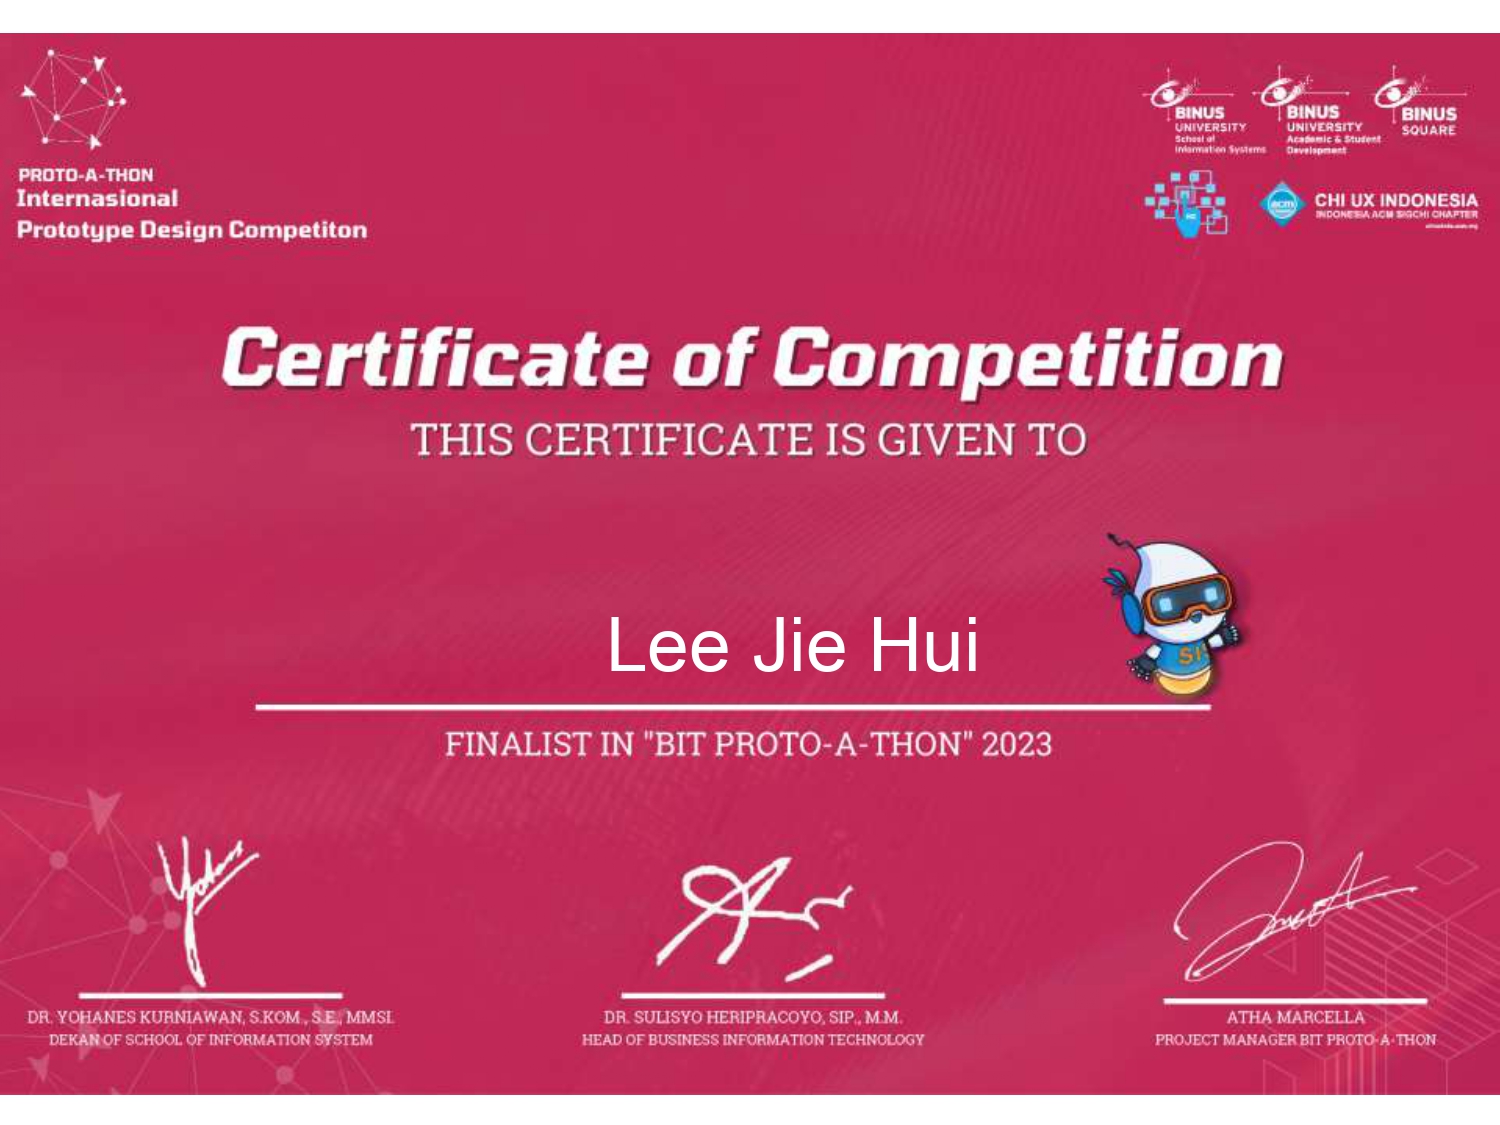 PROTO-A-THON
Internasional
Prototype Design Competiton
BINUS
UNIVERSITY
School of
Information Systems
BINUS
UNIVERSITY
Academic & Student
Development
BINUS
SQUARE
acm
CHI UX INDONESIA
INDONESIA ACM SIGCHI CHAPTER
Certificate of Competition
THIS CERTIFICATE IS GIVEN TO
Lee Jie Hui
FINALIST IN "BIT PROTO-A-THON" 2023
DR. YOHANES KURNIAWAN, S.KOM., S.E., MMSI.
DEKAN OF SCHOOL OF INFORMATION SYSTEM
DR. SULISYO HERIPRACOYO, SIP., M.M.
HEAD OF BUSINESS INFORMATION TECHNOLOGY
ATHA MARCELLA
PROJECT MANAGER BIT PROTO-A-THON